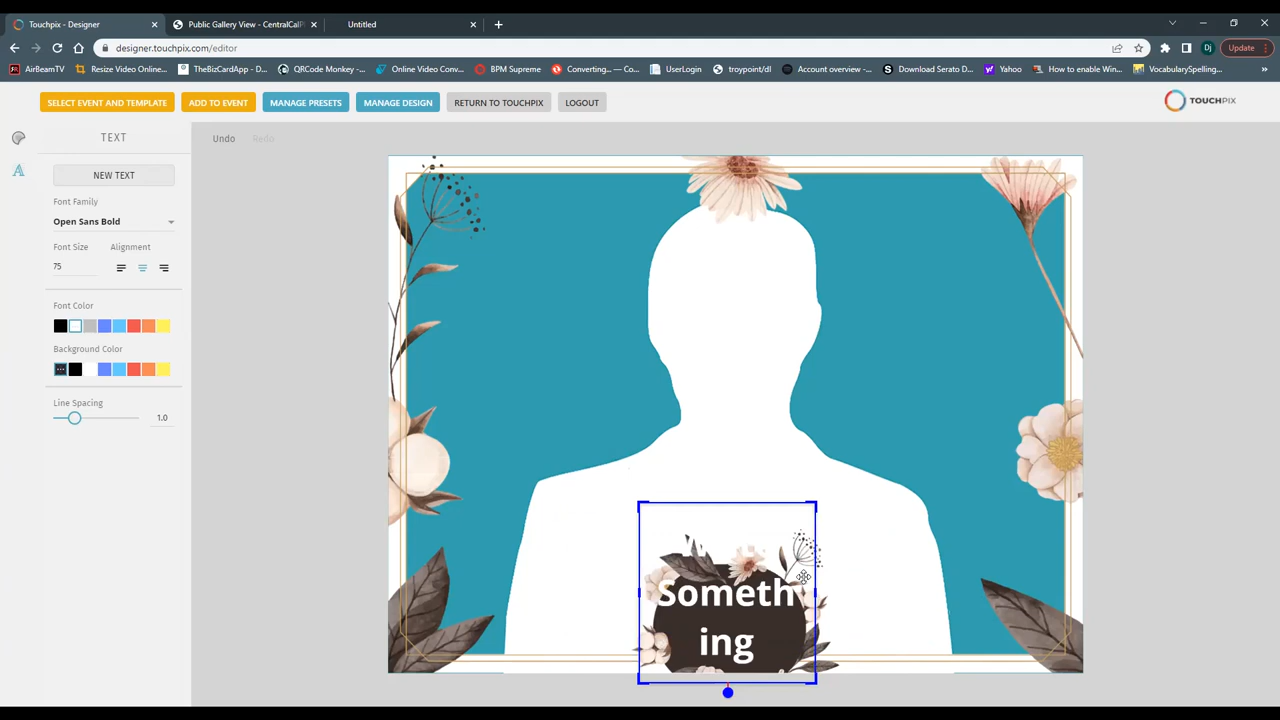 Touchpix - Designer
Public Gallery View - CentralCalP
Untitled
designer.touchpix.com/editor
Dj
Update
AirBeamTV
Resize Video Online...
TheBizCardApp - D...
QRCode Monkey -...
Online Video Conv...
BPM Supreme
Converting... — Co...
UserLogin
troypoint/dl
Account overview -...
Download Serato D...
Yahoo
How to enable Win...
VocabularySpelling...
SELECT EVENT AND TEMPLATE
ADD TO EVENT
MANAGE PRESETS
MANAGE DESIGN
RETURN TO TOUCHPIX
LOGOUT
TOUCHPIX
TEXT
Undo
Redo
NEW TEXT
Font Family
Open Sans Bold
Font Size
Alignment
75
Font Color
Background Color
Line Spacing
1.0
Someth
ing